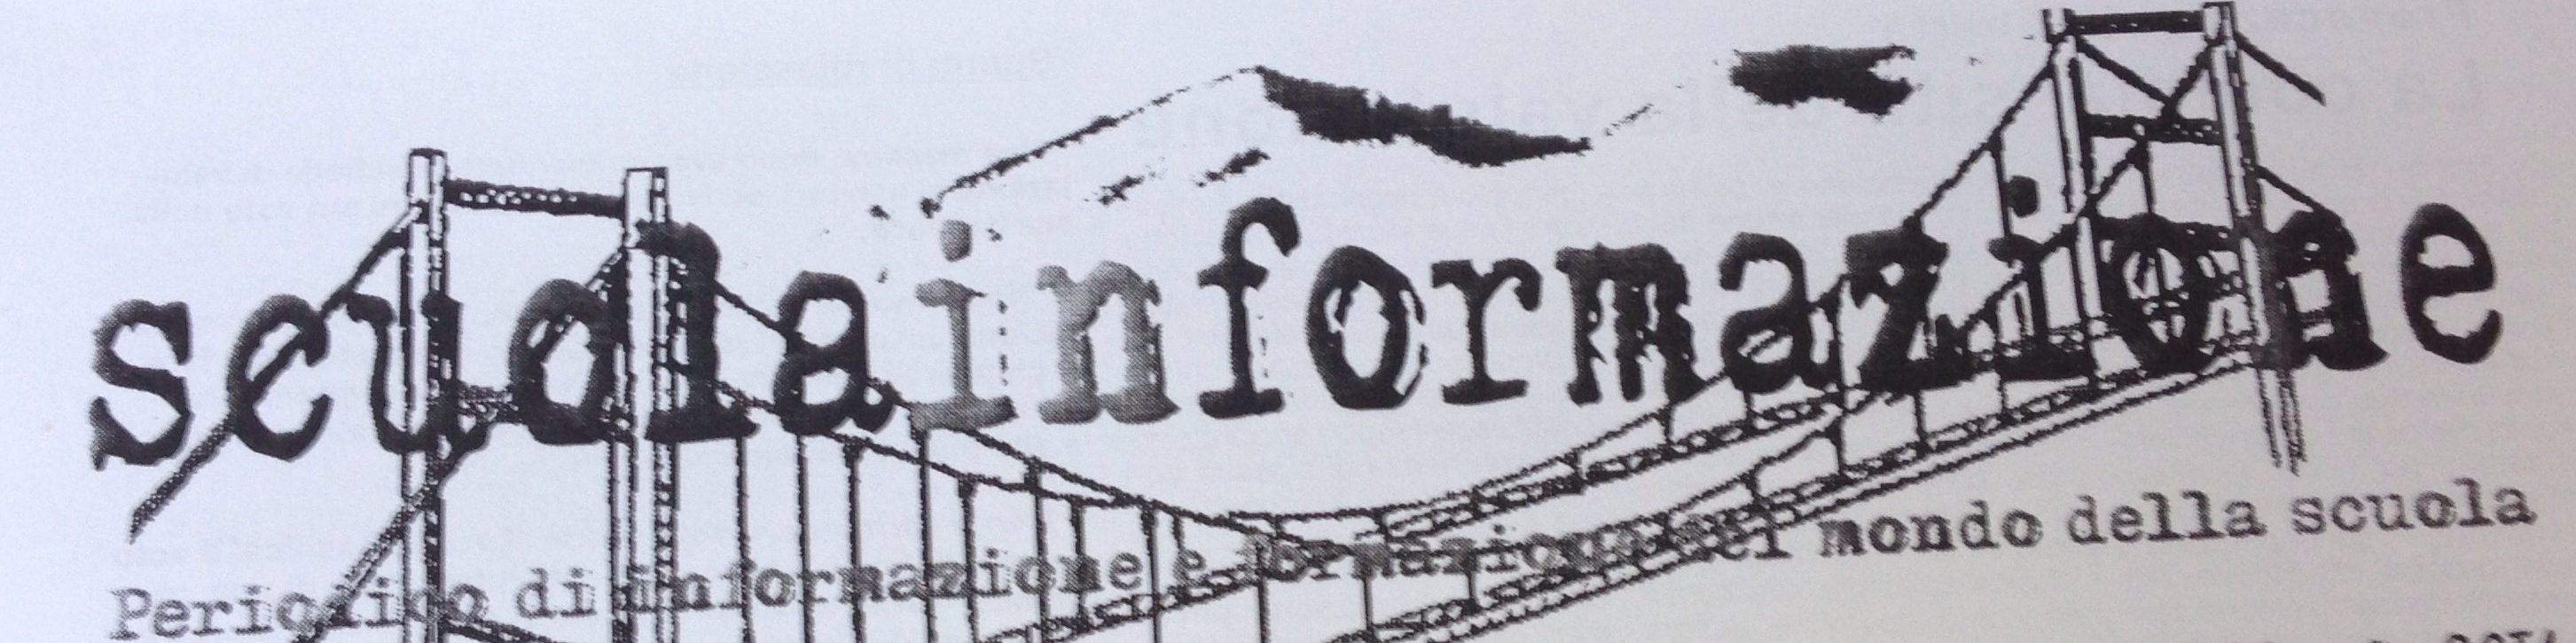 scuolainformazione
Periodico di informazione e formazione nel mondo della scuola